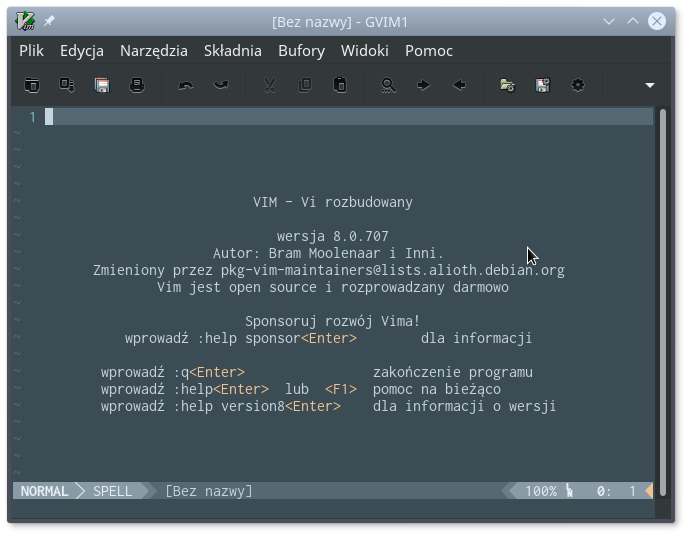 [Bez nazwy] - GVIM1
Plik Edycja Narzędzia Składnia Bufory Widoki Pomoc
1
~
~
~
~
VIM - Vi rozbudowany
~
~
wersja 8.0.707
~
Autor: Bram Moolenaar i Inni.
~
Zmieniony przez pkg-vim-maintainers@lists.alioth.debian.org
~
Vim jest open source i rozprowadzany darmowo
~
~
Sponsoruj rozwój Vima!
~
wprowadź :help sponsor<Enter> dla informacji
~
~
wprowadź :q<Enter> zakończenie programu
~
wprowadź :help<Enter> lub <F1> pomoc na bieżąco
~
wprowadź :help version8<Enter> dla informacji o wersji
~
~
~
~
NORMAL SPELL [Bez nazwy] 100% ㏑ 0: 1